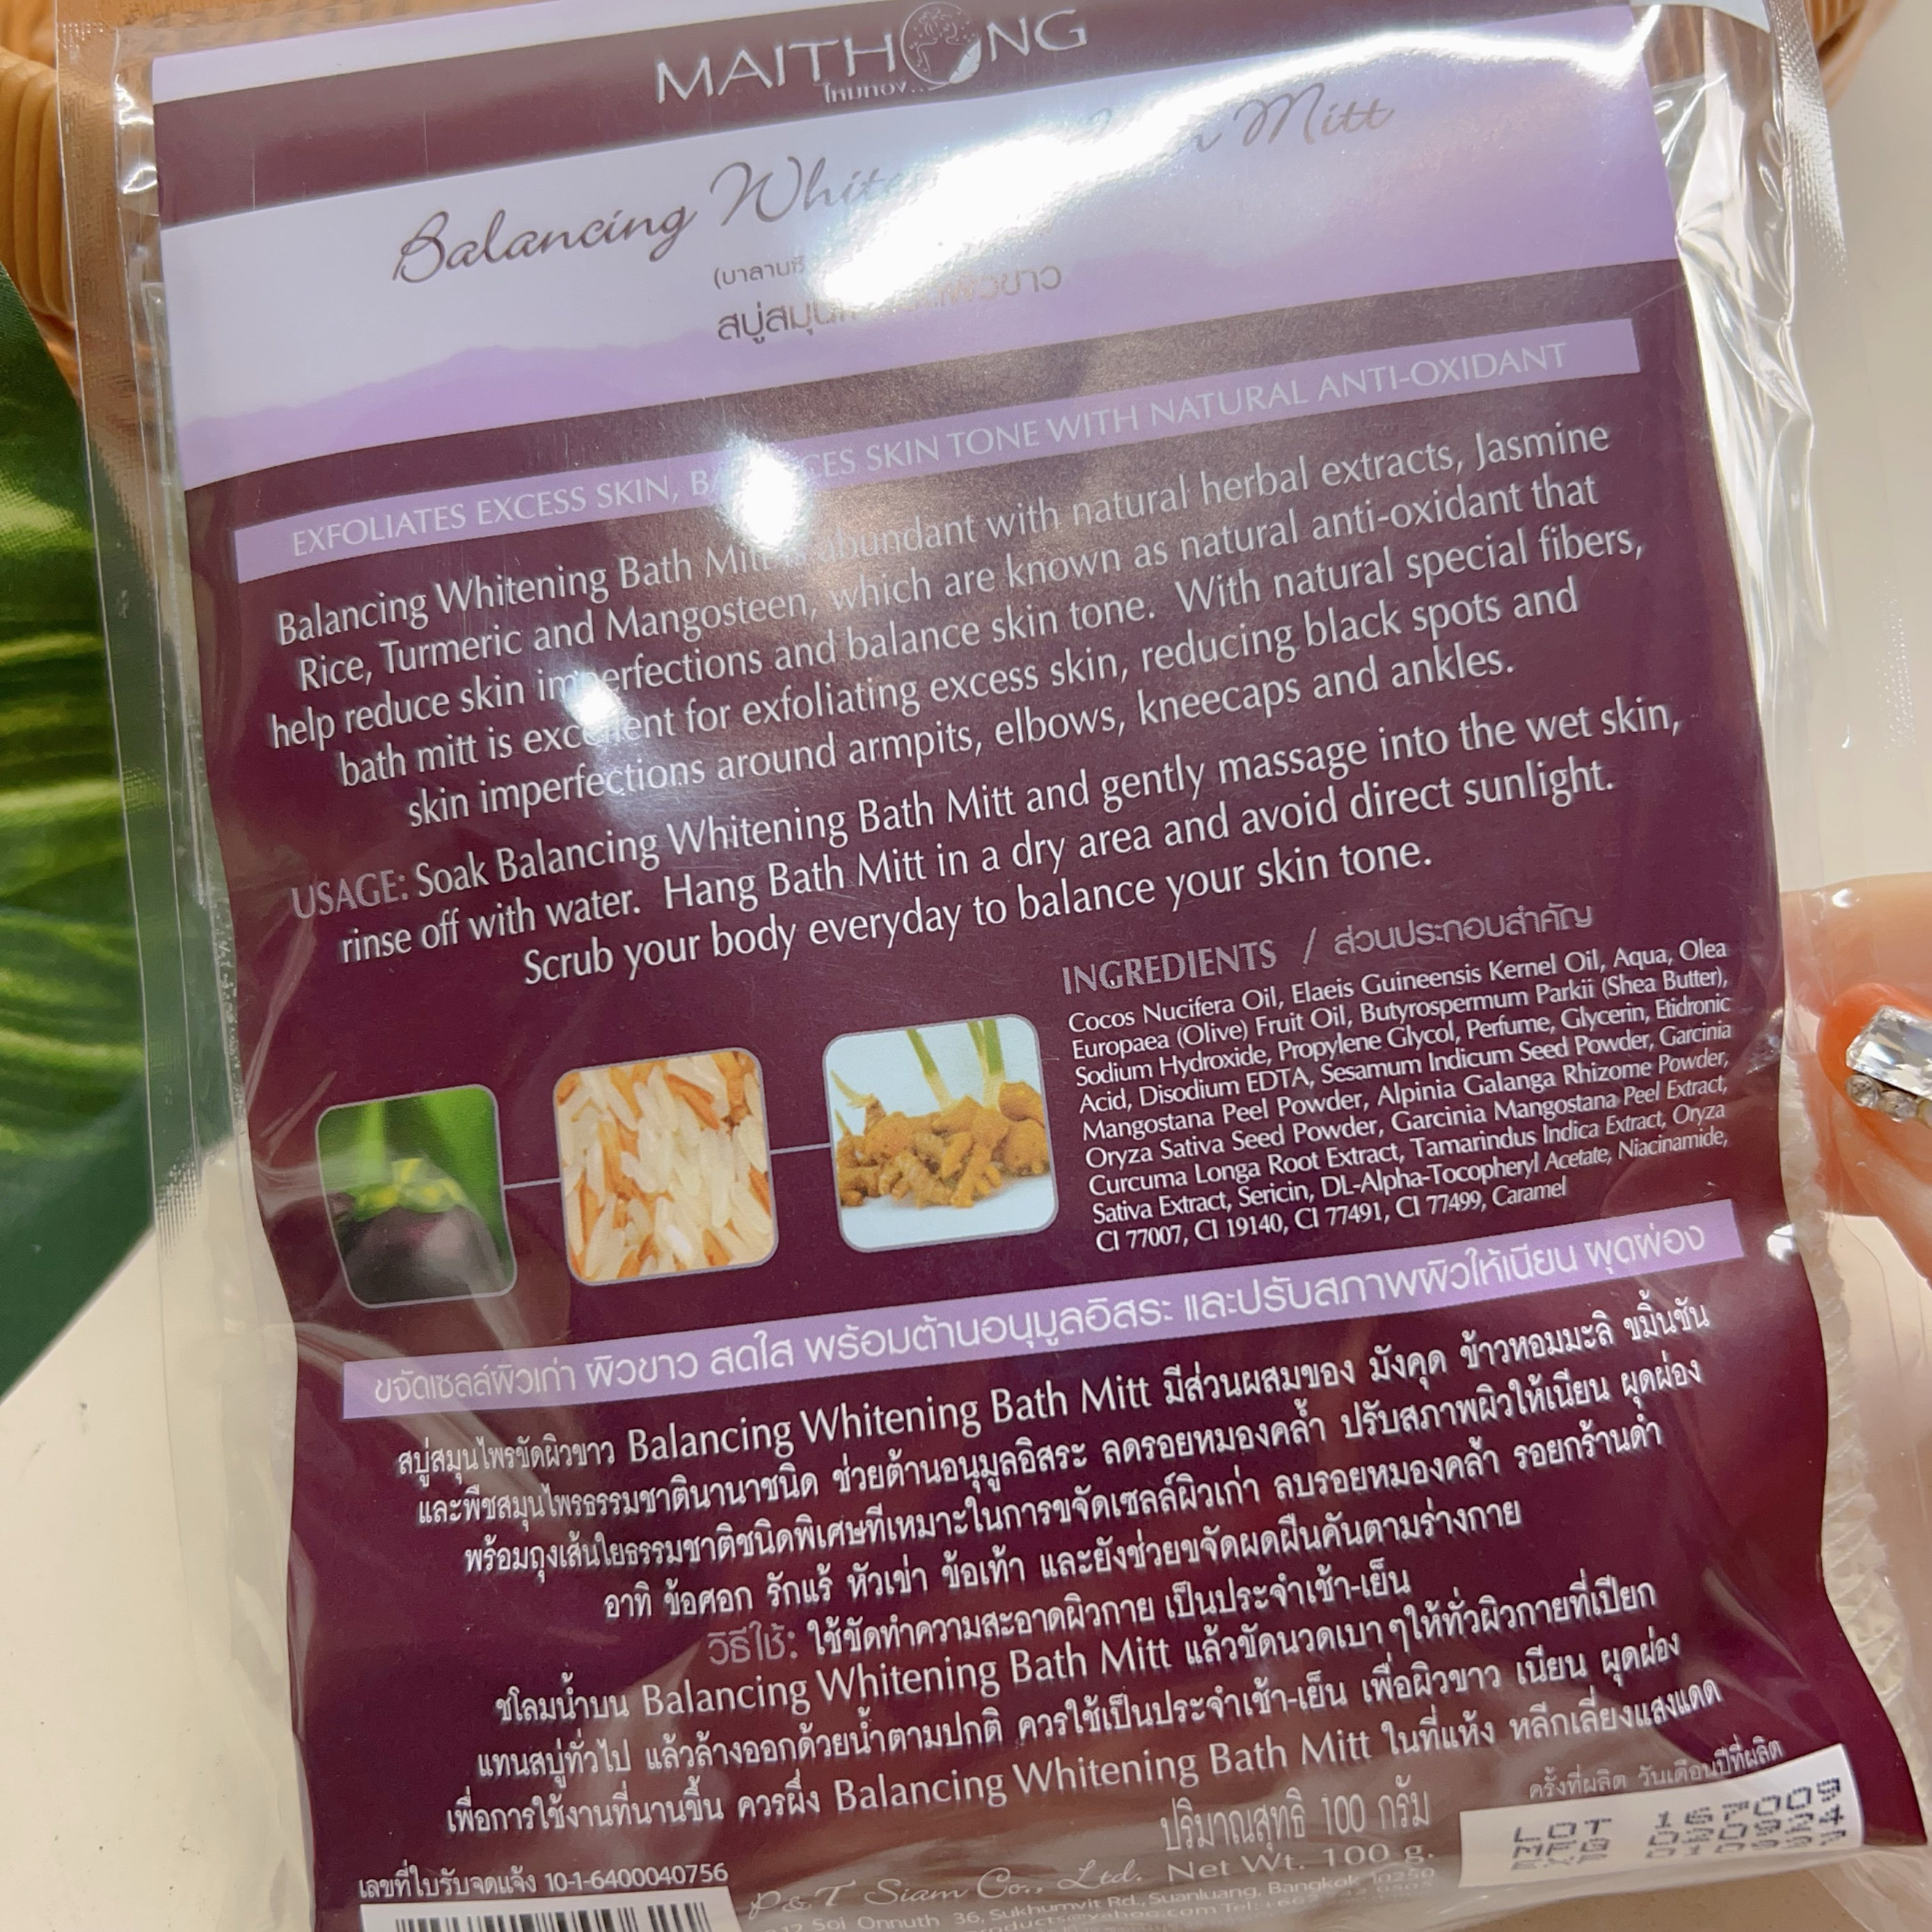 MAITHONG
ไทยทอง..
Balancing Mitt
EXFOLIATES EXCESS SKIN, BALANCES SKIN TONE WITH NATURAL ANTI-OXIDANT
Balancing Whitening Bath Mitt is abundant with natural herbal extracts, Jasmine
Rice, Turmeric and Mangosteen, which are known as natural anti-oxidant that
help reduce skin imperfections and balance skin tone. With natural special fibers,
bath mitt is excellent for exfoliating excess skin, reducing black spots and
skin imperfections around armpits, elbows, kneecaps and ankles.
USAGE: Soak Balancing Whitening Bath Mitt and gently massage into the wet skin,
rinse off with water. Hang Bath Mitt in a dry area and avoid direct sunlight.
Scrub your body everyday to balance your skin tone.
INGREDIENTS / ส่วนประกอบสำคัญ
Cocos Nucifera Oil, Elaeis Guineensis Kernel Oil, Aqua, Olea
Europaea (Olive) Fruit Oil, Butyrospermum Parkii (Shea Butter),
Sodium Hydroxide, Propylene Glycol, Perfume, Glycerin, Etidronic
Acid, Disodium EDTA, Sesamum Indicum Seed Powder, Garcinia
Mangostana Peel Powder, Alpinia Galanga Rhizome Powder,
Oryza Sativa Seed Powder, Garcinia Mangostana Peel Extract,
Curcuma Longa Root Extract, Tamarindus Indica Extract, Oryza
Sativa Extract, Sericin, DL-Alpha-Tocopheryl Acetate, Niacinamide,
CI 77007, CI 19140, CI 77491, CI 77499, Caramel
ขจัดเซลล์ผิวเก่า ผิวขาว สดใส พร้อมต้านอนุมูลอิสระ และปรับสภาพผิวให้เนียน ผุดผ่อง
สบู่สมุนไพรขัดผิวขาว Balancing Whitening Bath Mitt มีส่วนผสมของ มังคุด ข้าวหอมมะลิ ขมิ้นชัน
และพืชสมุนไพรธรรมชาตินานาชนิด ช่วยต้านอนุมูลอิสระ ลดรอยหมองคล้ำ ปรับสภาพผิวให้เนียน ผุดผ่อง
พร้อมถุงเส้นใยธรรมชาติชนิดพิเศษที่เหมาะในการขจัดเซลล์ผิวเก่า ลบรอยหมองคล้ำ รอยกร้านดำ
อาทิ ข้อศอก รักแร้ หัวเข่า ข้อเท้า และยังช่วยขจัดผดผื่นคันตามร่างกาย
วิธีใช้: ใช้ขัดทำความสะอาดผิวกาย เป็นประจำเช้า-เย็น
ชโลมน้ำบน Balancing Whitening Bath Mitt แล้วขัดนวดเบาๆให้ทั่วผิวกายที่เปียก
แทนสบู่ทั่วไป แล้วล้างออกด้วยน้ำตามปกติ ควรใช้เป็นประจำเช้า-เย็น เพื่อผิวขาว เนียน ผุดผ่อง
เพื่อการใช้งานที่นานขึ้น ควรผึ่ง Balancing Whitening Bath Mitt ในที่แห้ง หลีกเลี่ยงแสงแดด
ปริมาณสุทธิ 100 กรัม
Net Wt. 100 g.
ครั้งที่ผลิต วันเดือนปีที่ผลิต
LOT 167009
MFG 030924
เลขที่ใบรับจดแจ้ง 10-1-6400040756
P&T Siam Co., Ltd.
Soi Onnuth 36, Sukhumvit Rd., Suanluang, Bangkok 10250